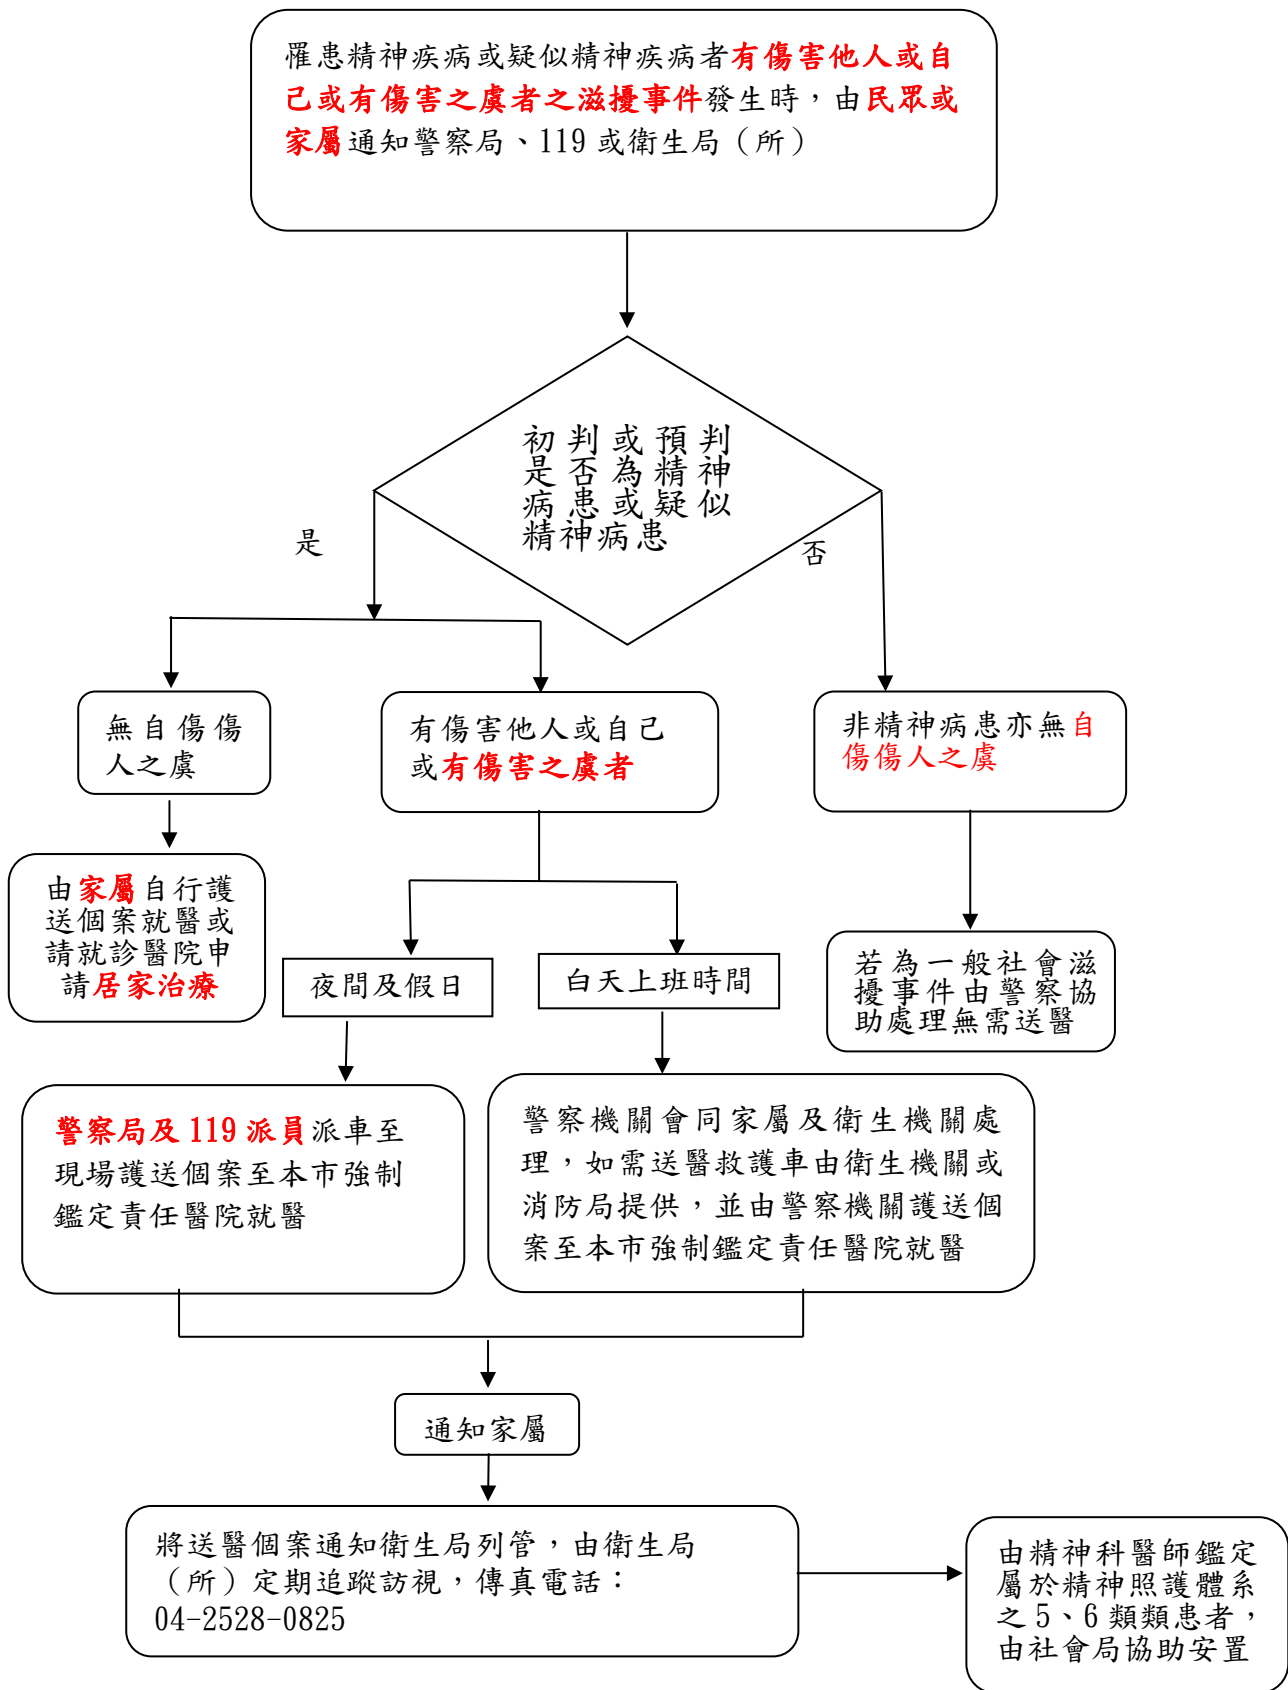 罹患精神疾病或疑似精神疾病者有傷害他人或自
己或有傷害之虞者之滋擾事件發生時，由民眾或
家屬通知警察局、119 或衛生局（所）
初判或預判
是否為精神
病患或疑似
精神病患
是
否
無自傷傷
人之虞
有傷害他人或自己
或有傷害之虞者
非精神病患亦無自
傷傷人之虞
由家屬自行護
送個案就醫或
請就診醫院申
請居家治療
夜間及假日
白天上班時間
若為一般社會滋
擾事件由警察協
助處理無需送醫
警察局及 119 派員派車至
現場護送個案至本市強制
鑑定責任醫院就醫
警察機關會同家屬及衛生機關處
理，如需送醫救護車由衛生機關或
消防局提供，並由警察機關護送個
案至本市強制鑑定責任醫院就醫
通知家屬
將送醫個案通知衛生局列管，由衛生局
（所）定期追蹤訪視，傳真電話：
04-2528-0825
由精神科醫師鑑定
屬於精神照護體系
之 5、6 類類患者，
由社會局協助安置